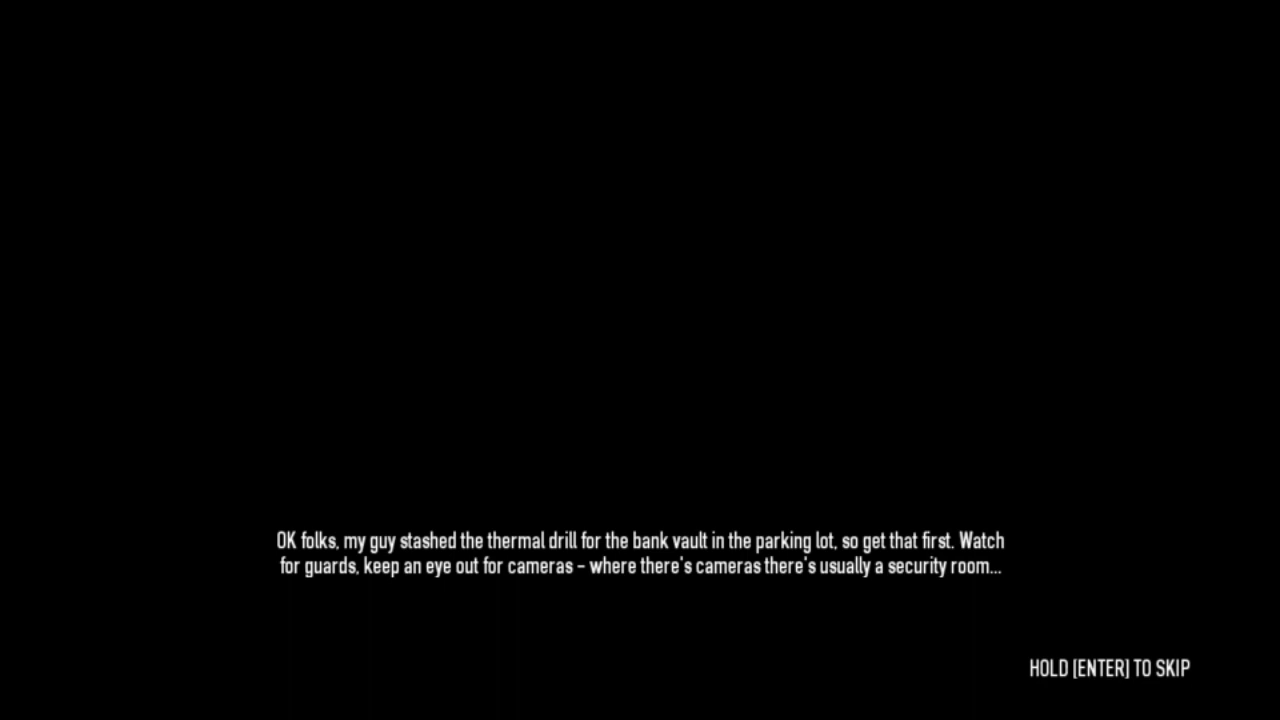 OK folks, my guy stashed the thermal drill for the bank vault in the parking lot, so get that first. Watch
for guards, keep an eye out for cameras - where there's cameras there's usually a security room...
HOLD [ENTER] TO SKIP